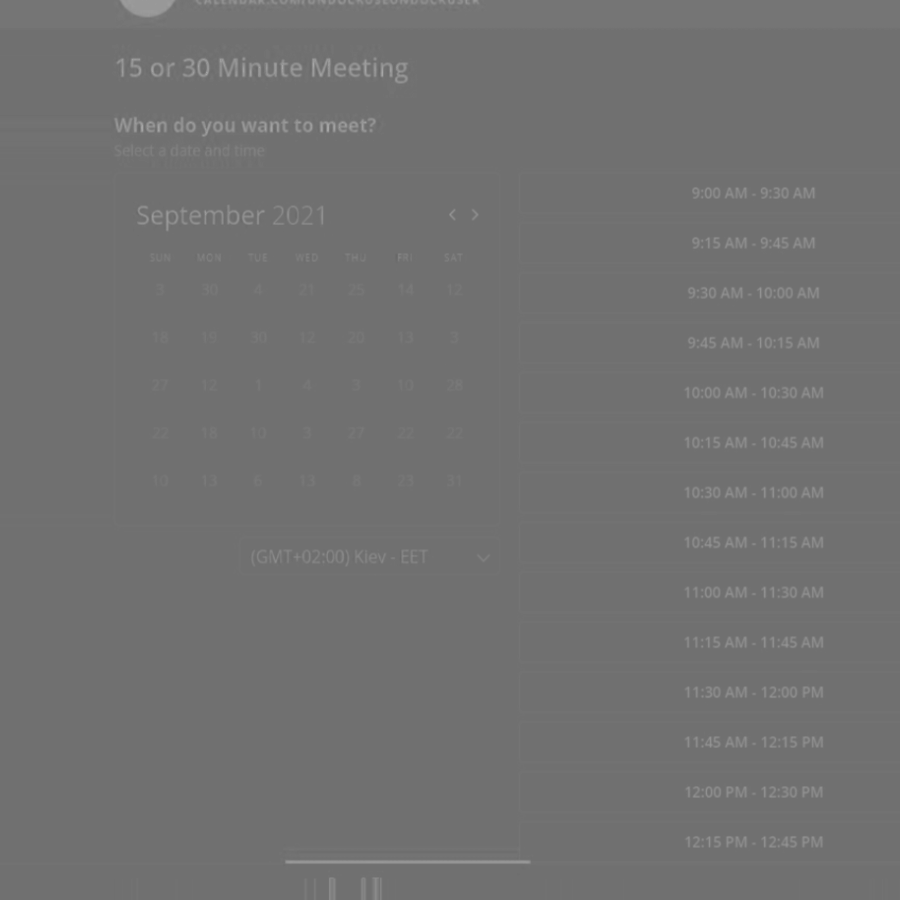 15 or 30 Minute Meeting
When do you want to meet?
Select a date and time
September 2021
SUN MON TUE WED THU FRI SAT
3 30 4 21 25 14 12
18 19 30 12 20 13 3
27 12 1 4 3 10 28
22 18 10 3 27 22 22
10 13 6 13 8 23 31
(GMT+02:00) Kiev - EET
9:00 AM - 9:30 AM
9:15 AM - 9:45 AM
9:30 AM - 10:00 AM
9:45 AM - 10:15 AM
10:00 AM - 10:30 AM
10:15 AM - 10:45 AM
10:30 AM - 11:00 AM
10:45 AM - 11:15 AM
11:00 AM - 11:30 AM
11:15 AM - 11:45 AM
11:30 AM - 12:00 PM
11:45 AM - 12:15 PM
12:00 PM - 12:30 PM
12:15 PM - 12:45 PM